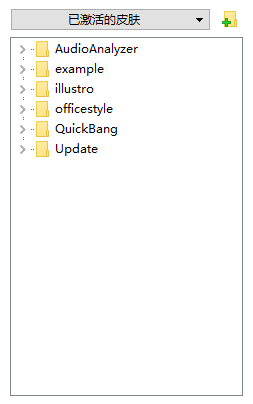 已激活的皮肤
AudioAnalyzer
example
illustro
officestyle
QuickBang
Update